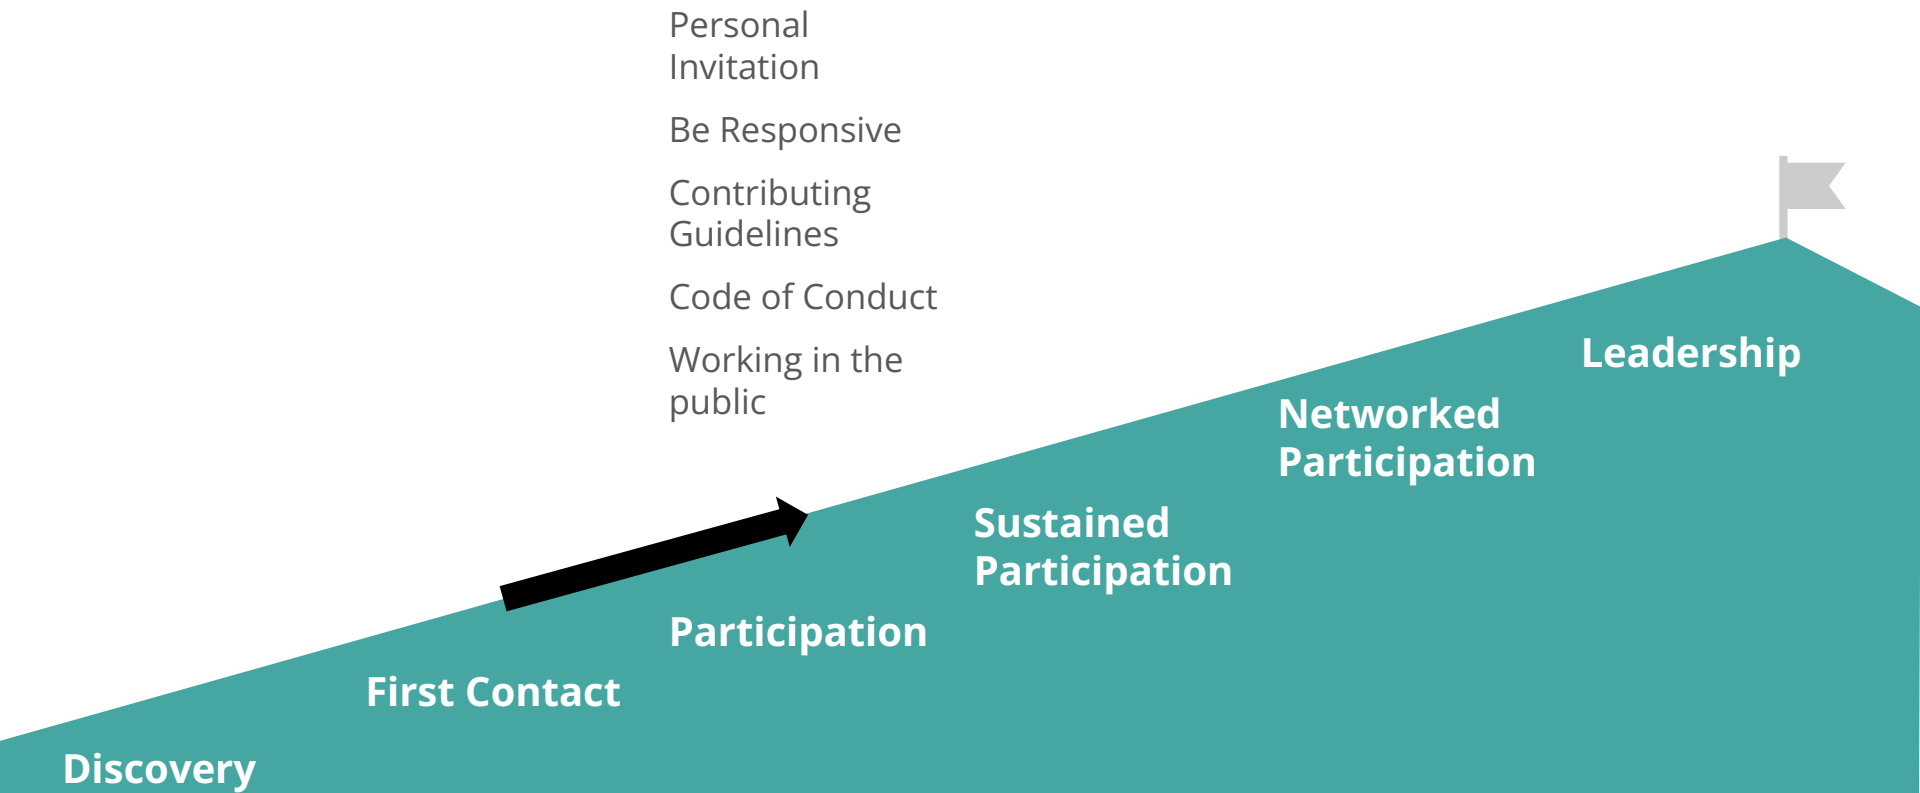 Personal
Invitation
Be Responsive
Contributing
Guidelines
Code of Conduct
Working in the
public
Leadership
Networked
Participation
Sustained
Participation
Participation
First Contact
Discovery